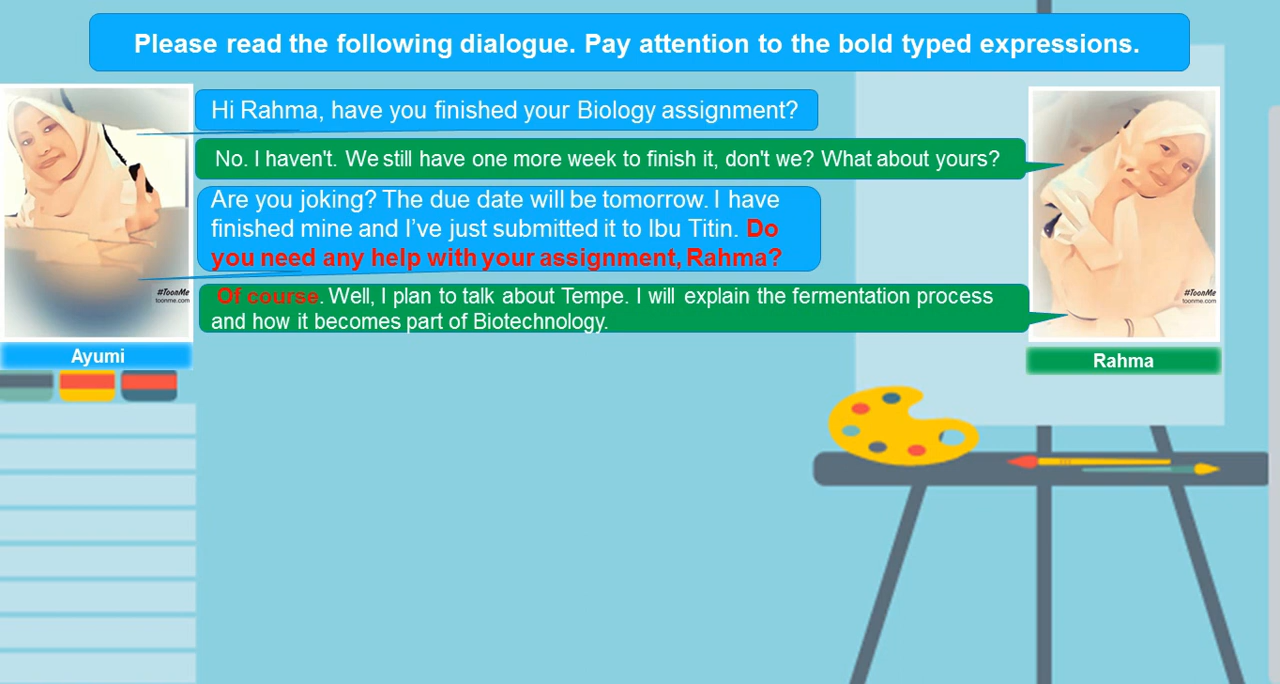 Please read the following dialogue. Pay attention to the bold typed expressions.
Hi Rahma, have you finished your Biology assignment?
No. I haven't. We still have one more week to finish it, don't we? What about yours?
Are you joking? The due date will be tomorrow. I have
finished mine and I’ve just submitted it to Ibu Titin. Do
you need any help with your assignment, Rahma?
Of course. Well, I plan to talk about Tempe. I will explain the fermentation process
and how it becomes part of Biotechnology.
#ToonMe
toonme.com
Ayumi
#ToonMe
toonme.com
Rahma